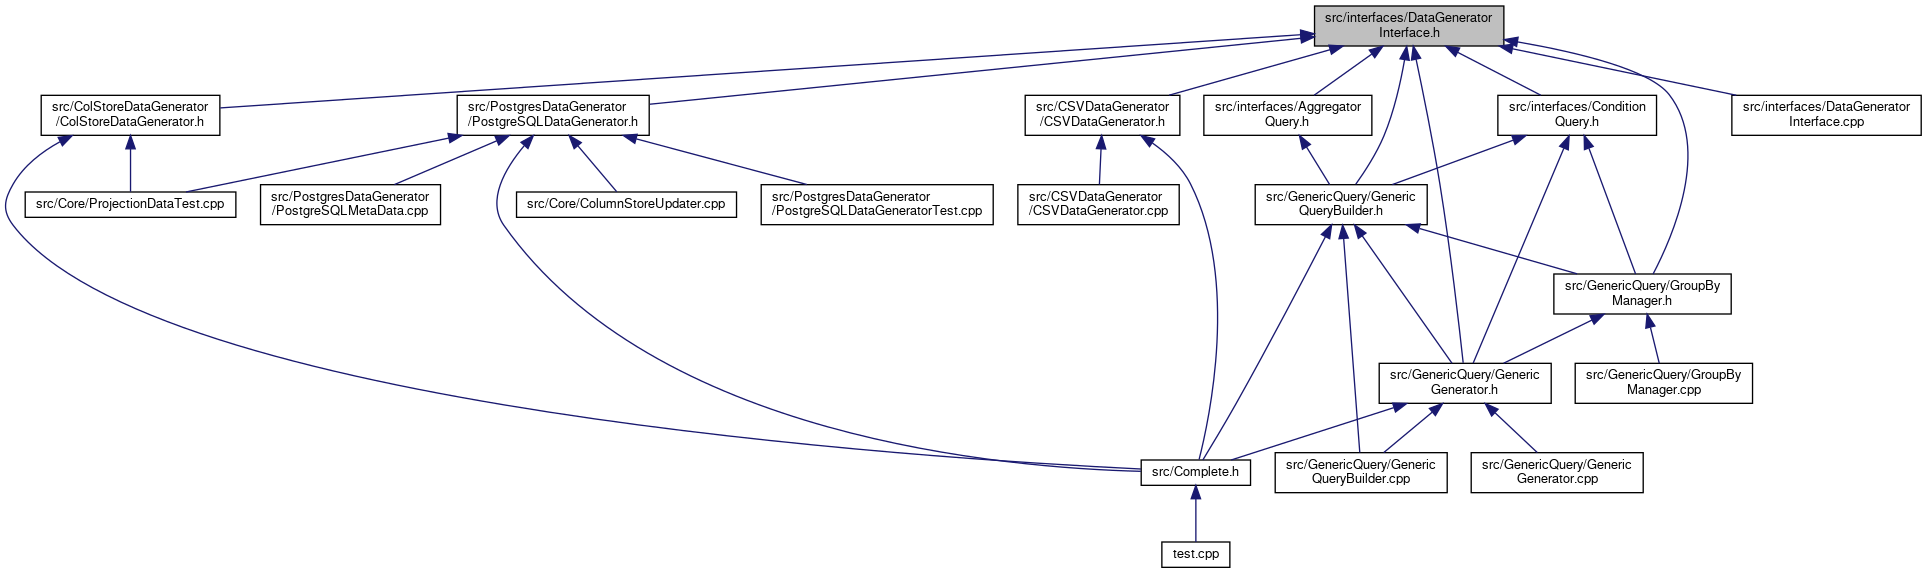 src/interfaces/DataGenerator
Interface.h
src/ColStoreDataGenerator
/ColStoreDataGenerator.h
src/PostgresDataGenerator
/PostgreSQLDataGenerator.h
src/CSVDataGenerator
/CSVDataGenerator.h
src/interfaces/Aggregator
Query.h
src/interfaces/Condition
Query.h
src/interfaces/DataGenerator
Interface.cpp
src/Core/ProjectionDataTest.cpp
src/PostgresDataGenerator
/PostgreSQLMetaData.cpp
src/Core/ColumnStoreUpdater.cpp
src/PostgresDataGenerator
/PostgreSQLDataGeneratorTest.cpp
src/CSVDataGenerator
/CSVDataGenerator.cpp
src/GenericQuery/Generic
QueryBuilder.h
src/GenericQuery/GroupBy
Manager.h
src/GenericQuery/Generic
Generator.h
src/GenericQuery/GroupBy
Manager.cpp
src/Complete.h
src/GenericQuery/Generic
QueryBuilder.cpp
src/GenericQuery/Generic
Generator.cpp
test.cpp